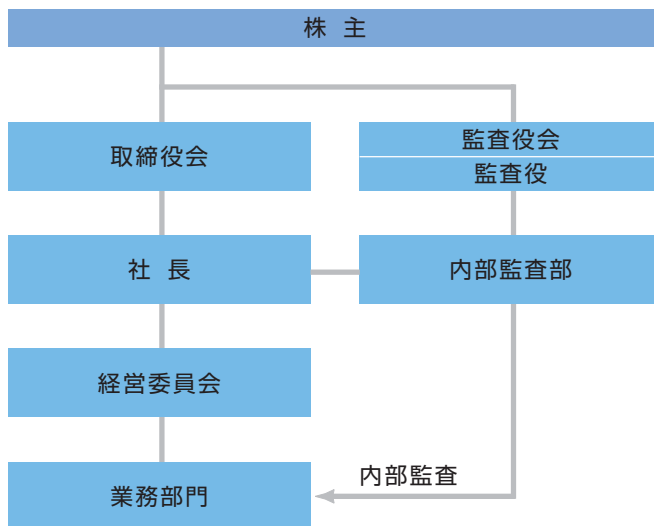 株 主
取締役会
監査役会
監査役
社 長
内部監査部
経営委員会
内部監査
業務部門